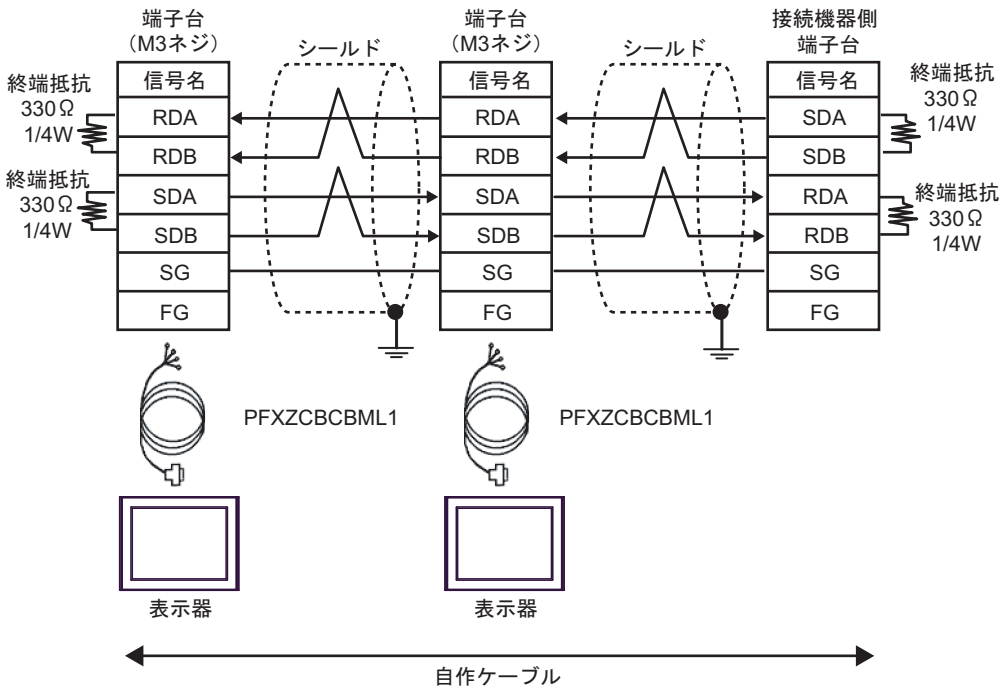 端子台
（M3ネジ）
シールド
端子台
（M3ネジ）
シールド
接続機器側
端子台
終端抵抗
330Ω
1/4W
終端抵抗
330Ω
1/4W
信号名
RDA
RDB
SDA
SDB
SG
FG
信号名
RDA
RDB
SDA
SDB
SG
FG
信号名
SDA
SDB
RDA
RDB
SG
FG
終端抵抗
330Ω
1/4W
終端抵抗
330Ω
1/4W
PFXZCBCBML1
PFXZCBCBML1
表示器
表示器
自作ケーブル